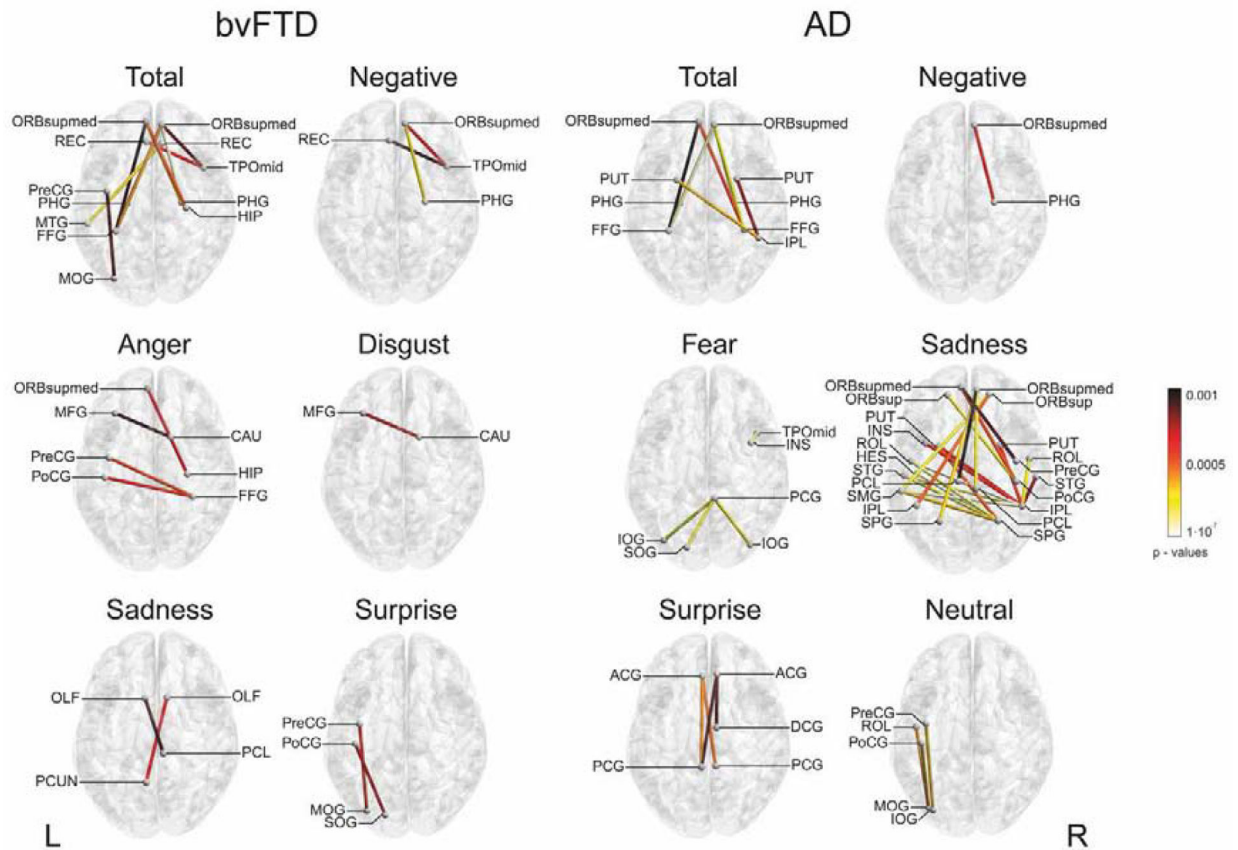 bvFTD
AD
Total
Negative
Total
Negative
ORBsupmed
ORBsupmed
REC
REC
TPOmid
PreCG
PHG
PHG
MTG
HIP
FFG
MOG
ORBsupmed
REC
TPOmid
PHG
ORBsupmed
ORBsupmed
PUT
PUT
PHG
PHG
FFG
FFG
IPL
ORBsupmed
PHG
Anger
Disgust
Fear
Sadness
ORBsupmed
MFG
CAU
PreCG
PoCG
HIP
FFG
MFG
CAU
TPOmid
INS
PCG
IOG
SOG
IOG
ORBsupmed
ORBsupmed
ORBsup
ORBsup
PUT
INS
PUT
ROL
ROL
HES
PreCG
STG
STG
PCL
PoCG
SMG
IPL
IPL
PCL
SPG
SPG
0.001
0.0005
1·10⁷
p - values
Sadness
Surprise
Surprise
Neutral
OLF
OLF
PCL
PCUN
PreCG
PoCG
MOG
SOG
ACG
ACG
DCG
PCG
PCG
PreCG
ROL
PoCG
MOG
IOG
L
R